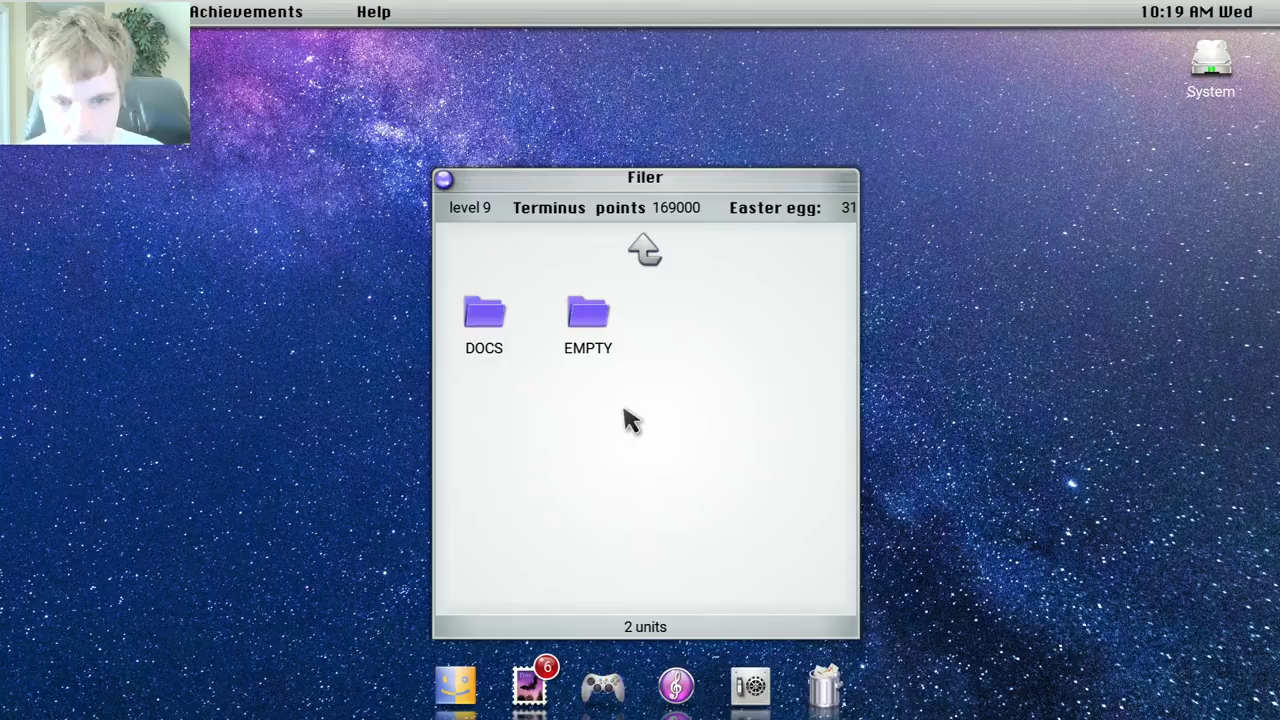 Achievements Help 10:19 AM Wed
System
Filer
level 9 Terminus points 169000 Easter egg: 31
DOCS EMPTY
2 units
6